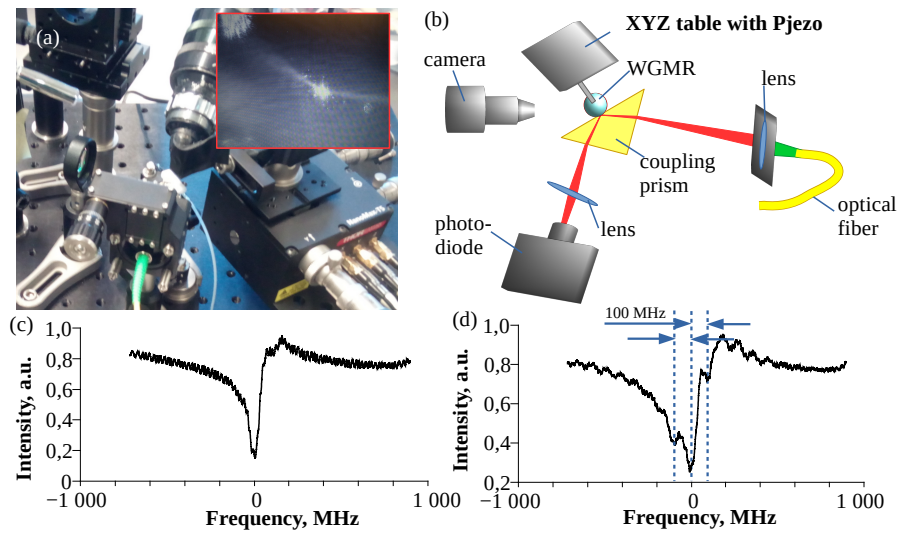 (a)
(b)
XYZ table with Pjezo
camera
WGMR
lens
coupling
prism
optical
fiber
photo-
diode
lens
(c)
1,0
0,8
0,6
0,4
0,2
0
−1 000
0
1 000
Intensity, a.u.
Frequency, MHz
(d)
100 MHz
1,0
0,8
0,6
0,4
0,2
−1 000
0
1 000
Intensity, a.u.
Frequency, MHz